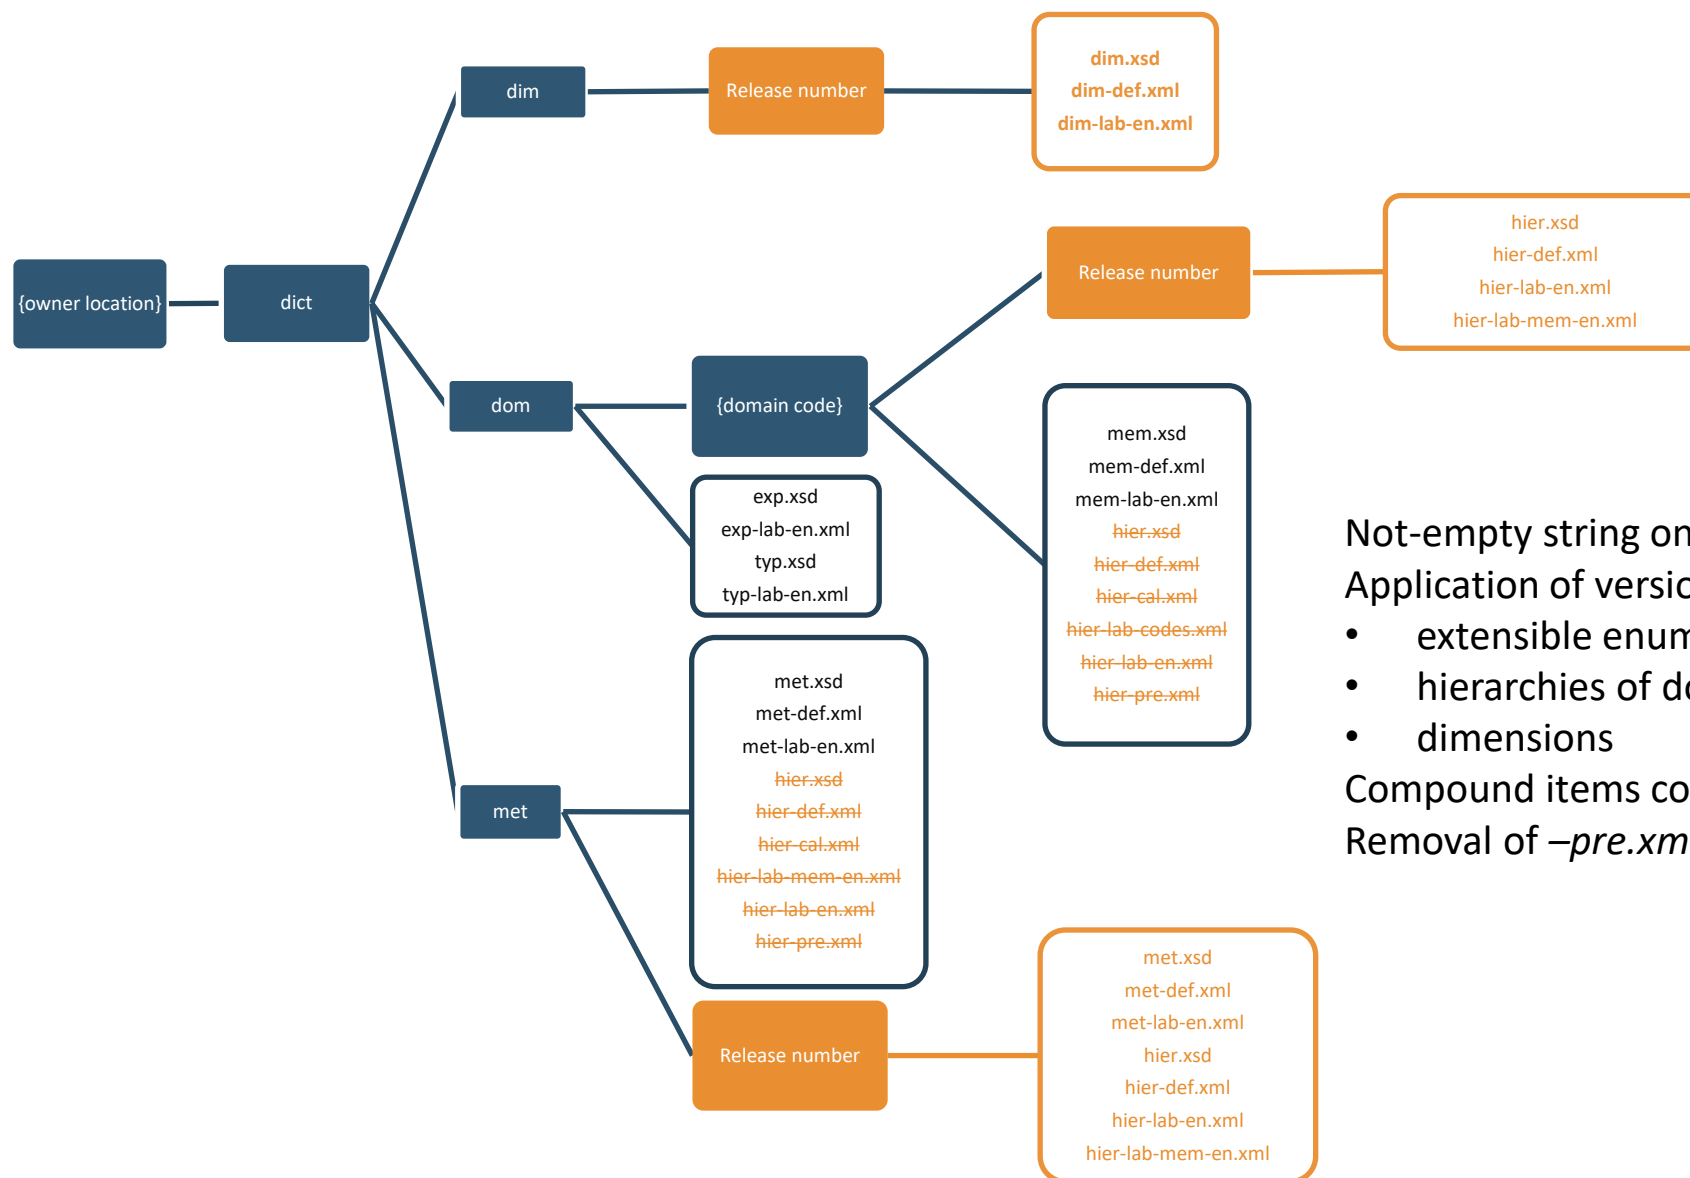 dim
Release number
dim.xsd
dim-def.xml
dim-lab-en.xml
{owner location}
dict
dom
{domain code}
Release number
hier.xsd
hier-def.xml
hier-lab-en.xml
hier-lab-mem-en.xml
exp.xsd
exp-lab-en.xml
typ.xsd
typ-lab-en.xml
mem.xsd
mem-def.xml
mem-lab-en.xml
hier.xsd
hier-def.xml
hier-cal.xml
hier-lab-codes.xml
hier-lab-en.xml
hier-pre.xml
met
met.xsd
met-def.xml
met-lab-en.xml
hier.xsd
hier-def.xml
hier-cal.xml
hier-lab-mem-en.xml
hier-lab-en.xml
hier-pre.xml
Release number
met.xsd
met-def.xml
met-lab-en.xml
hier.xsd
hier-def.xml
hier-lab-en.xml
hier-lab-mem-en.xml
Not-empty string
Application of
• extensible
• hierarchies of
• dimensions
Compound items
Removal of